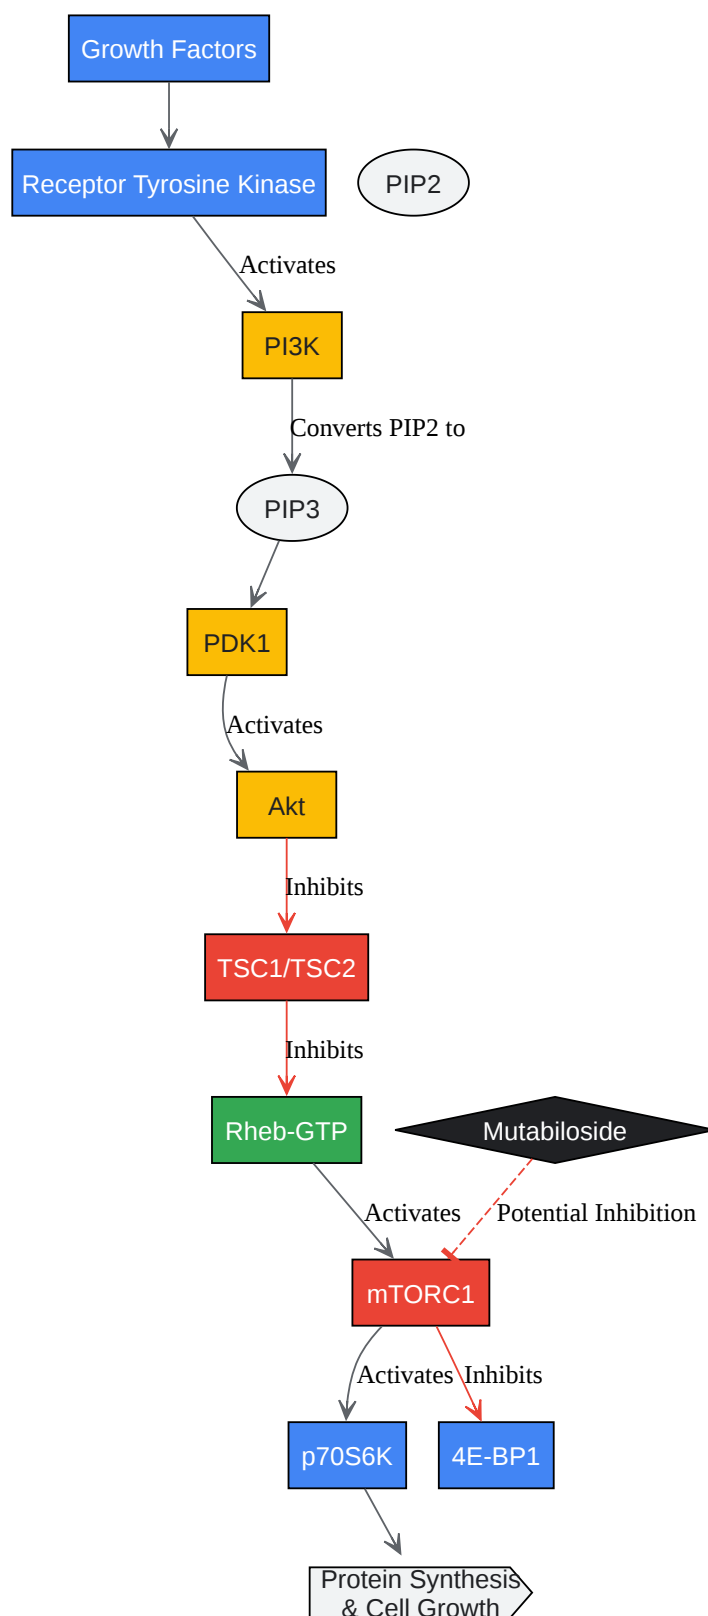 Growth Factors
Receptor Tyrosine Kinase
PIP2
Activates
PI3K
Converts PIP2 to
PIP3
PDK1
Activates
Akt
Inhibits
TSC1/TSC2
Inhibits
Rheb-GTP
Mutabiloside
Activates
Potential Inhibition
mTORC1
Activates
Inhibits
p70S6K
4E-BP1
Protein Synthesis
& Cell Growth